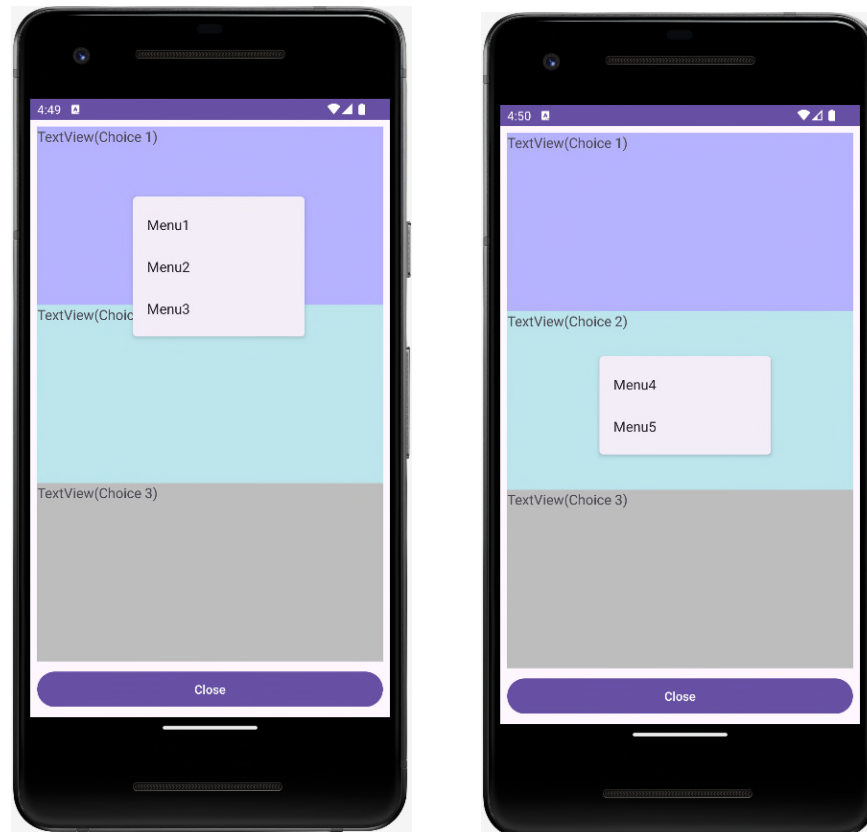 4:49
TextView(Choice 1)
Menu1
Menu2
Menu3
TextView(Choic
TextView(Choice 3)
Close
4:50
TextView(Choice 1)
TextView(Choice 2)
Menu4
Menu5
TextView(Choice 3)
Close